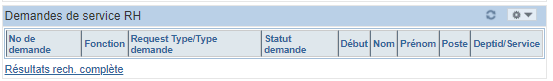 Demandes de service RH
No de demande
Fonction
Request Type/Type demande
Statut demande
Début
Nom
Prénom
Poste
Deptid/Service
Résultats rech. complète